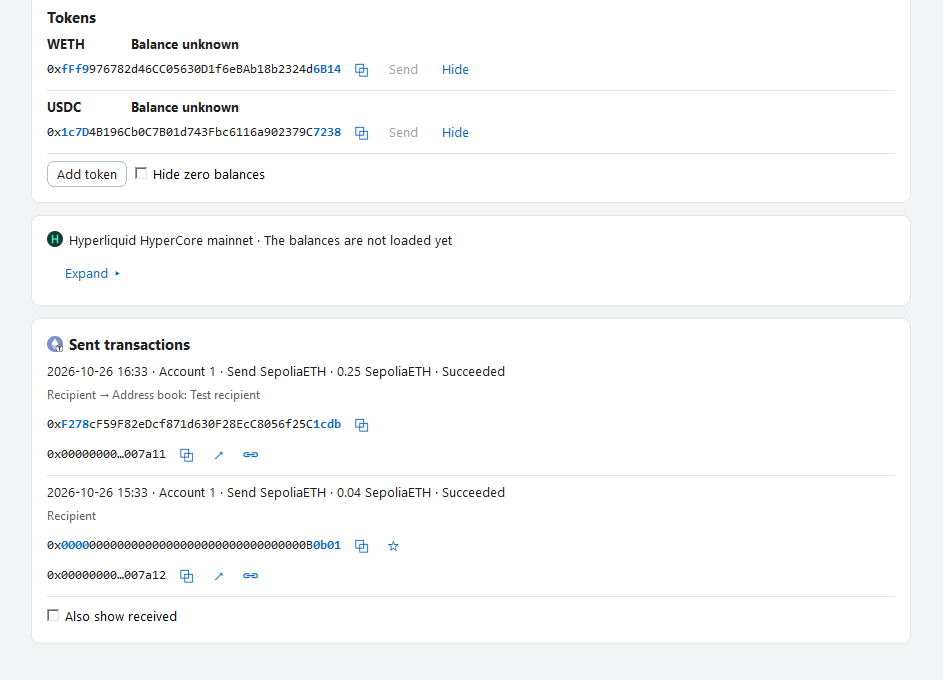 Tokens
WETH Balance unknown
0xfFf9976782d46CC05630D1f6eBAb18b2324d6B14 Send Hide
USDC Balance unknown
0x1c7D4B196Cb0C7B01d743Fbc6116a902379C7238 Send Hide
Add token Hide zero balances
H Hyperliquid HyperCore mainnet · The balances are not loaded yet
Expand ▸
Sent transactions
2026-10-26 16:33 · Account 1 · Send SepoliaETH · 0.25 SepoliaETH · Succeeded
Recipient → Address book: Test recipient
0xF278cF59F82eDcf871d630F28EcC8056f25C1cdb
0x00000000…007a11
2026-10-26 15:33 · Account 1 · Send SepoliaETH · 0.04 SepoliaETH · Succeeded
Recipient
0x00000000000000000000000000000000000B0b01
0x00000000…007a12
Also show received